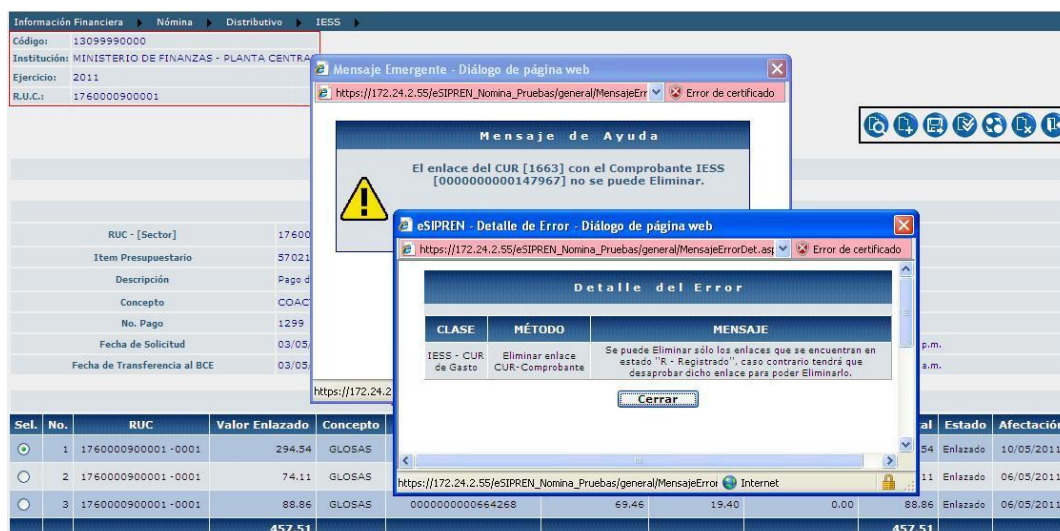 Información Financiera Nómina Distributivo IESS
Código: 13099990000
Institución: MINISTERIO DE FINANZAS - PLANTA CENTRA
Ejercicio: 2011
R.U.C.: 1760000900001
Mensaje Emergente - Diálogo de página web
https://172.24.2.55/eSIPREN_Nomina_Pruebas/general/MensajeErr Error de certificado
Mensaje de Ayuda
El enlace del CUR [1663] con el Comprobante IESS
[0000000000147967] no se puede Eliminar.
eSIPREN - Detalle de Error - Diálogo de página web
https://172.24.2.55/eSIPREN_Nomina_Pruebas/general/MensajeErrorDet.asp Error de certificado
Detalle del Error
CLASE MÉTODO MENSAJE
IESS - CUR de Gasto
Eliminar enlace CUR-Comprobante
Se puede Eliminar sólo los enlaces que se encuentran en
estado "R - Registrado", caso contrario tendrá que
desaprobar dicho enlace para poder Eliminarlo.
Cerrar
https://172.24.2.55/eSIPREN_Nomina_Pruebas/general/MensajeError Internet
https://172.24.2
RUC - [Sector] 17600
Item Presupuestario 57021
Descripción Pago d
Concepto COAC
No. Pago 1299
Fecha de Solicitud 03/05/ p.m.
Fecha de Transferencia al BCE 03/05/ a.m.
Sel. No. RUC Valor Enlazado Concepto al Estado Afectación
1 1760000900001 -0001 294.54 GLOSAS 54 Enlazado 10/05/2011
2 1760000900001 -0001 74.11 GLOSAS 11 Enlazado 06/05/2011
3 1760000900001 -0001 88.86 GLOSAS 0000000000664268 69.46 19.40 0.00 88.86 Enlazado 06/05/2011
457.51 457.51